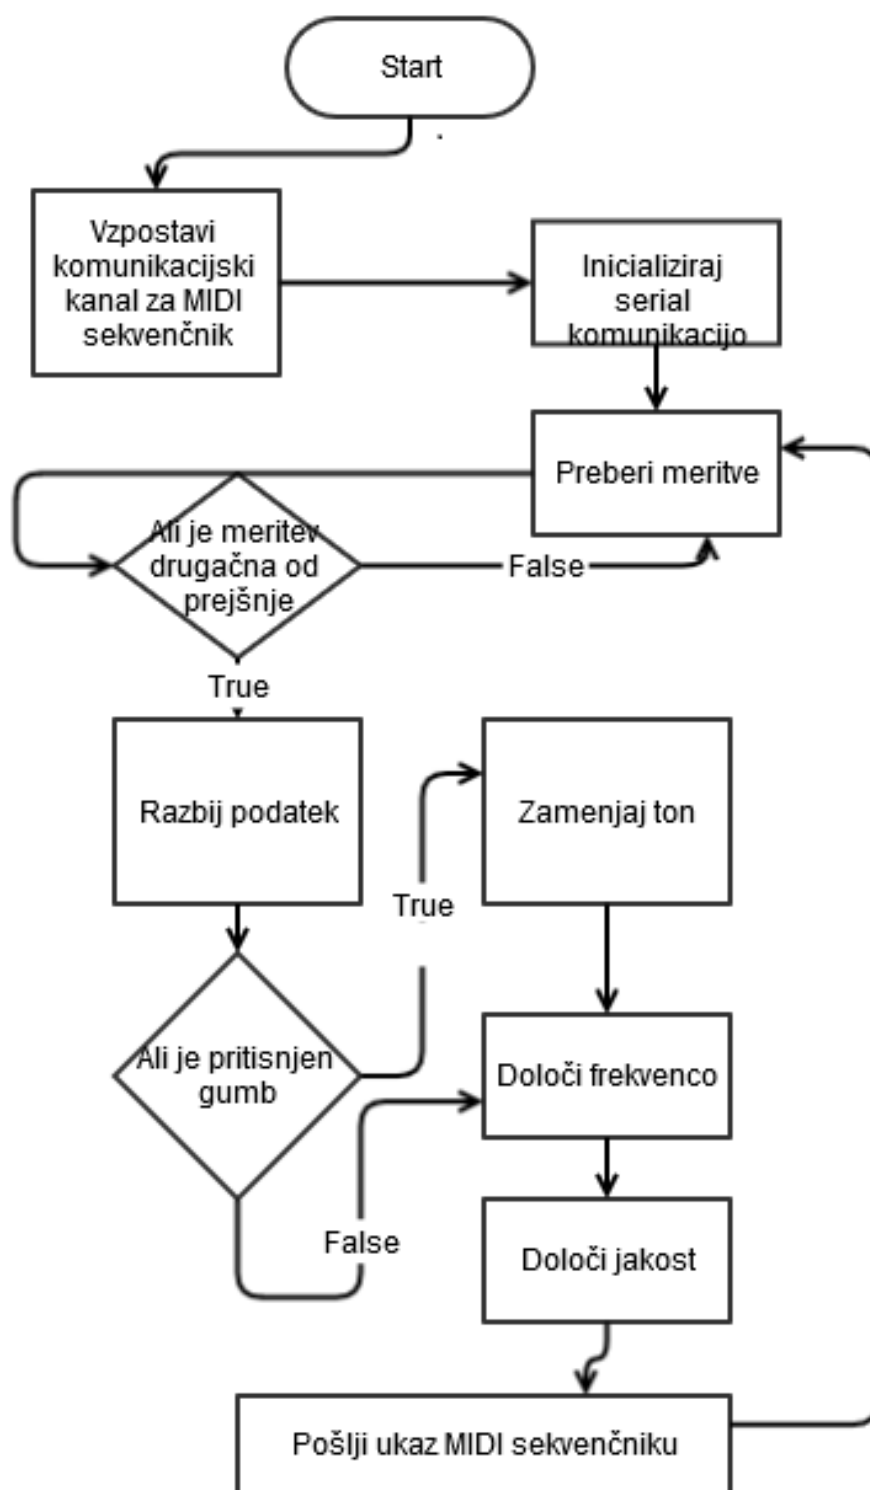 Start
Vzpostavi
komunikacijski
kanal za MIDI
sekvenčnik
Inicializiraj
serial
komunikacijo
Preberi meritve
Ali je meritev
drugačna od
prejšnje
False
True
Razbij podatek
Zamenjaj ton
True
Ali je pritisnjen
gumb
Določi frekvenco
False
Določi jakost
Pošlji ukaz MIDI sekvenčniku